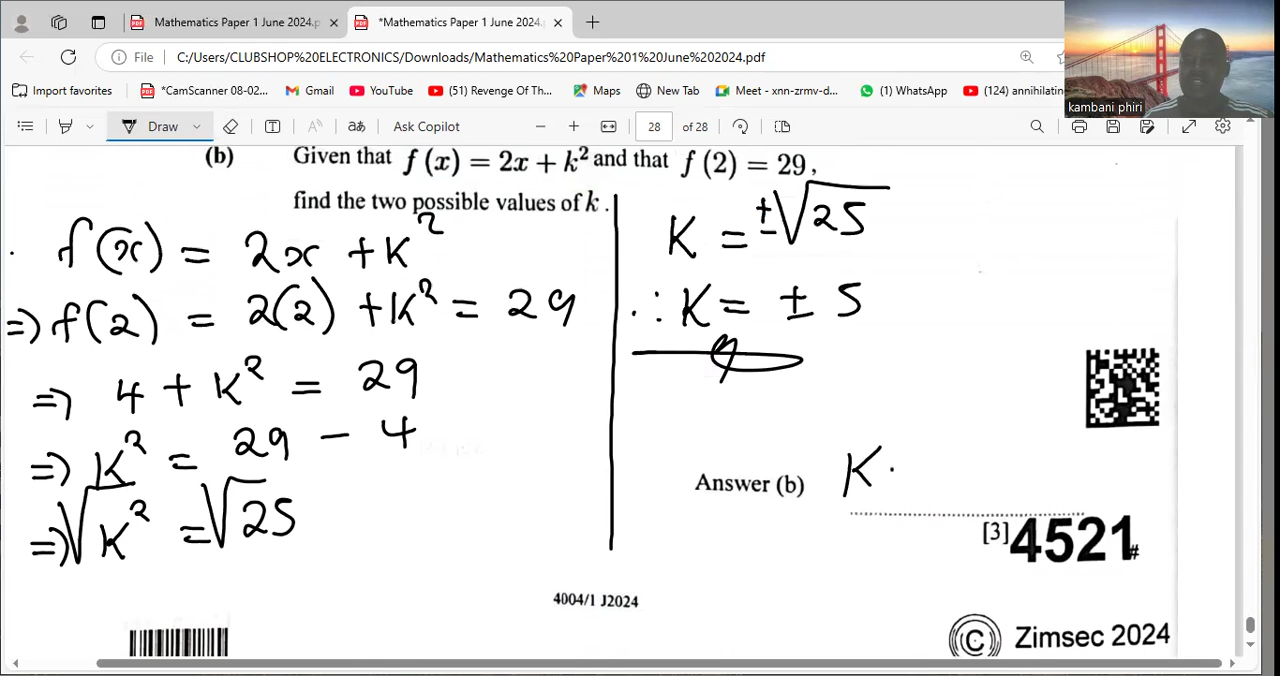 Mathematics Paper 1 June 2024.p
*Mathematics Paper 1 June 2024.
File C:/Users/CLUBSHOP%20ELECTRONICS/Downloads/Mathematics%20Paper%201%20June%202024.pdf
Import favorites *CamScanner 08-02... Gmail YouTube (51) Revenge Of Th... Maps New Tab Meet - xnn-zrmv-d... (1) WhatsApp (124) annihilatin
kambani phiri
Draw Ask Copilot 28 of 28
(b) Given that f (x) = 2x + k² and that f (2) = 29,
find the two possible values of k.
f(x) = 2x + K²
⇒ f(2) = 2(2) + K² = 29
⇒ 4 + K² = 29
⇒ K² = 29 - 4
⇒ √K² = √25
K = ±√25
∴ K = ± 5
Answer (b) K
[3] 4521#
4004/1 J2024
© Zimsec 2024